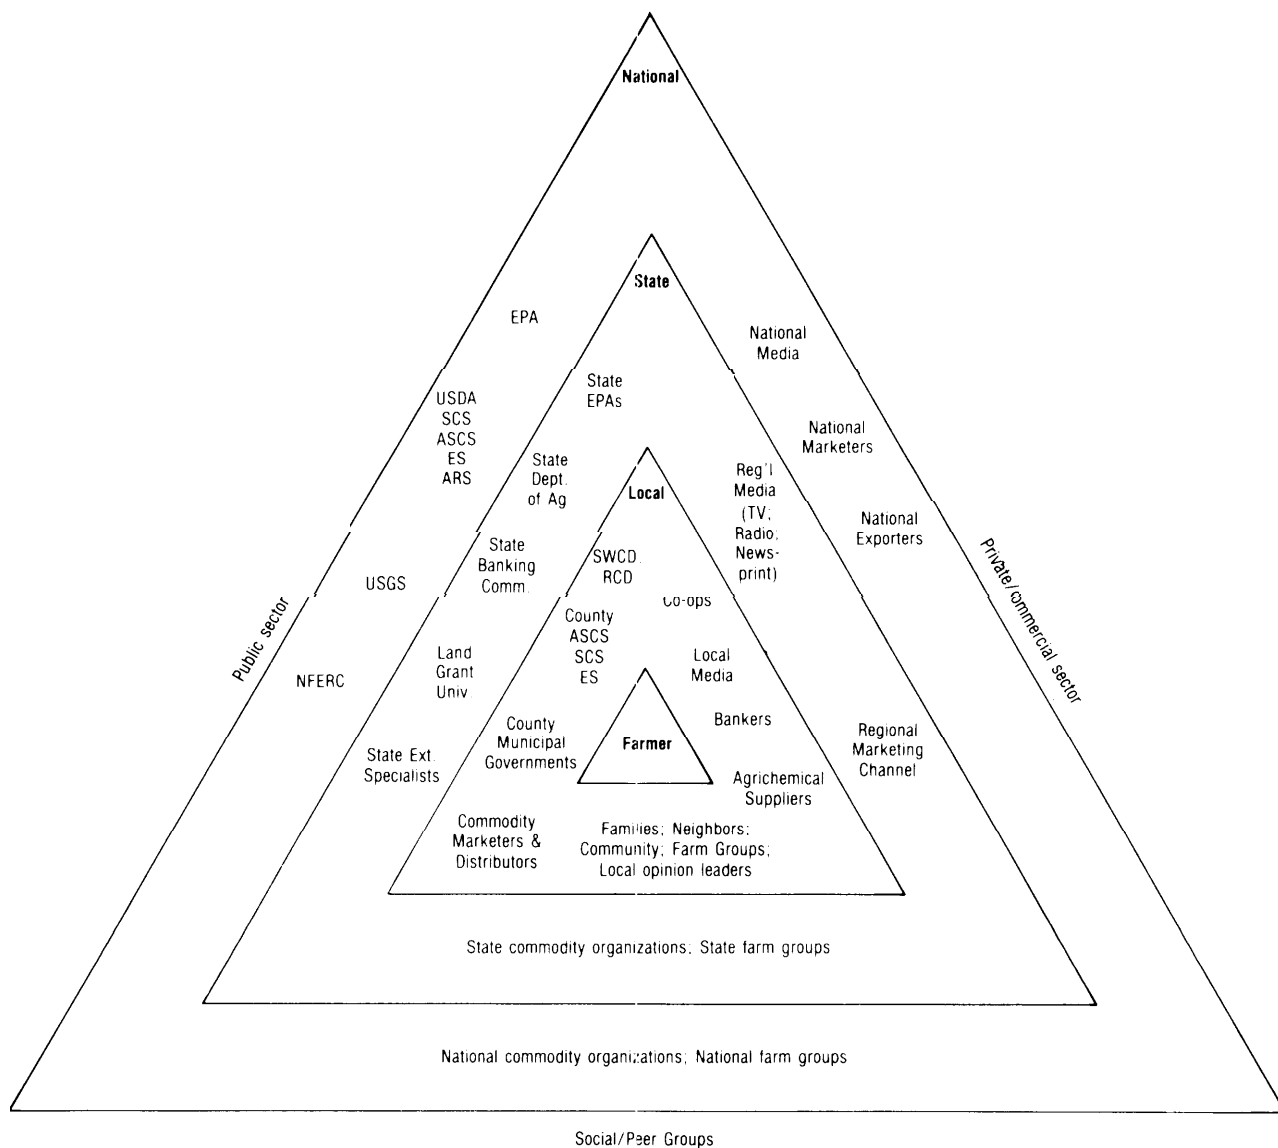 National
State
EPA
National
Media
State
EPAs
USDA
SCS
ASCS
ES
ARS
National
Marketers
State
Dept.
of Ag
Local
Reg'l
Media
(TV;
Radio;
News-
print)
National
Exporters
State
Banking
Comm.
SWCD.
RCD
USGS
Co-ops
County
ASCS
SCS
ES
Public sector
Private/commercial sector
Land
Grant
Univ.
Local
Media
NFERC
Bankers
County
Municipal
Governments
Farmer
State Ext.
Specialists
Regional
Marketing
Channel
Agrichemical
Suppliers
Commodity
Marketers &
Distributors
Families; Neighbors;
Community; Farm Groups;
Local opinion leaders
State commodity organizations; State farm groups
National commodity organizations; National farm groups
Social/Peer Groups